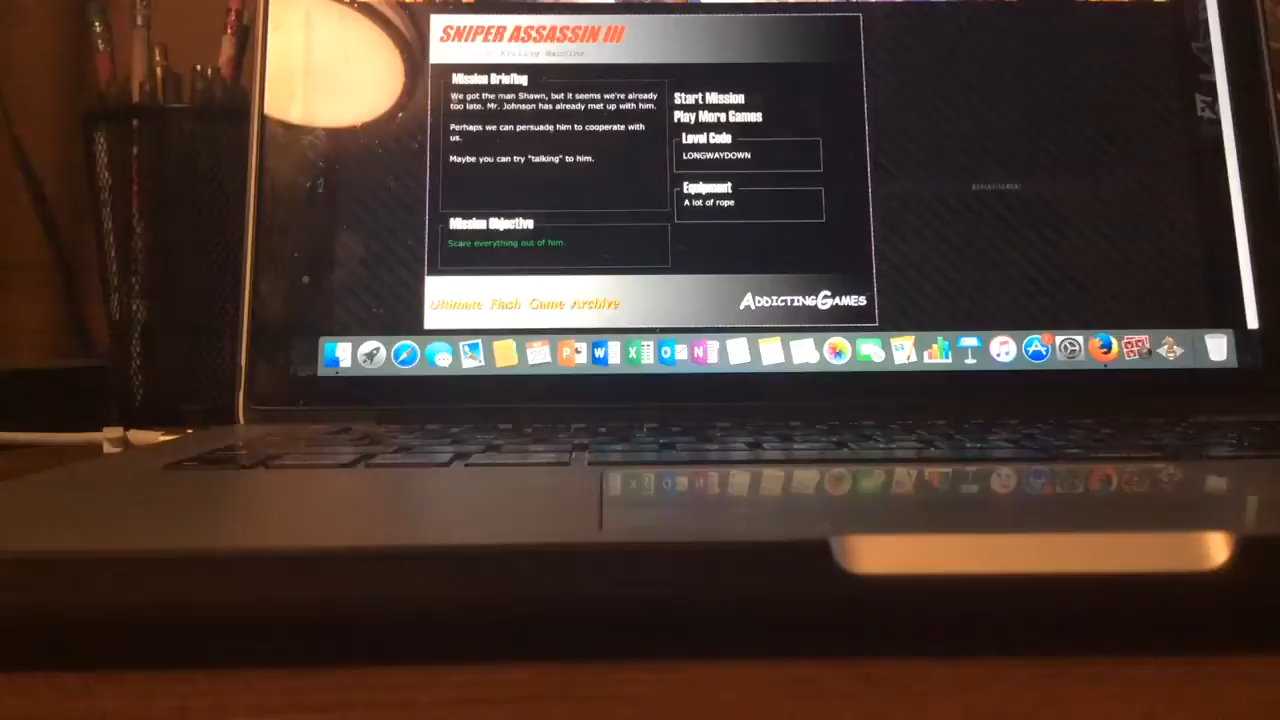 SNIPER ASSASSIN III
Killing Machine
Mission Briefing
We got the man Shawn, but it seems we're already
too late. Mr. Johnson has already met up with him.
Perhaps we can persuade him to cooperate with
us.
Maybe you can try "talking" to him.
Start Mission
Play More Games
Level Code
LONGWAYDOWN
Equipment
A lot of rope
Mission Objective
Scare everything out of him.
Ultimate Flash Game Archive
ADDICTINGGAMES
ADVERTISEMENT